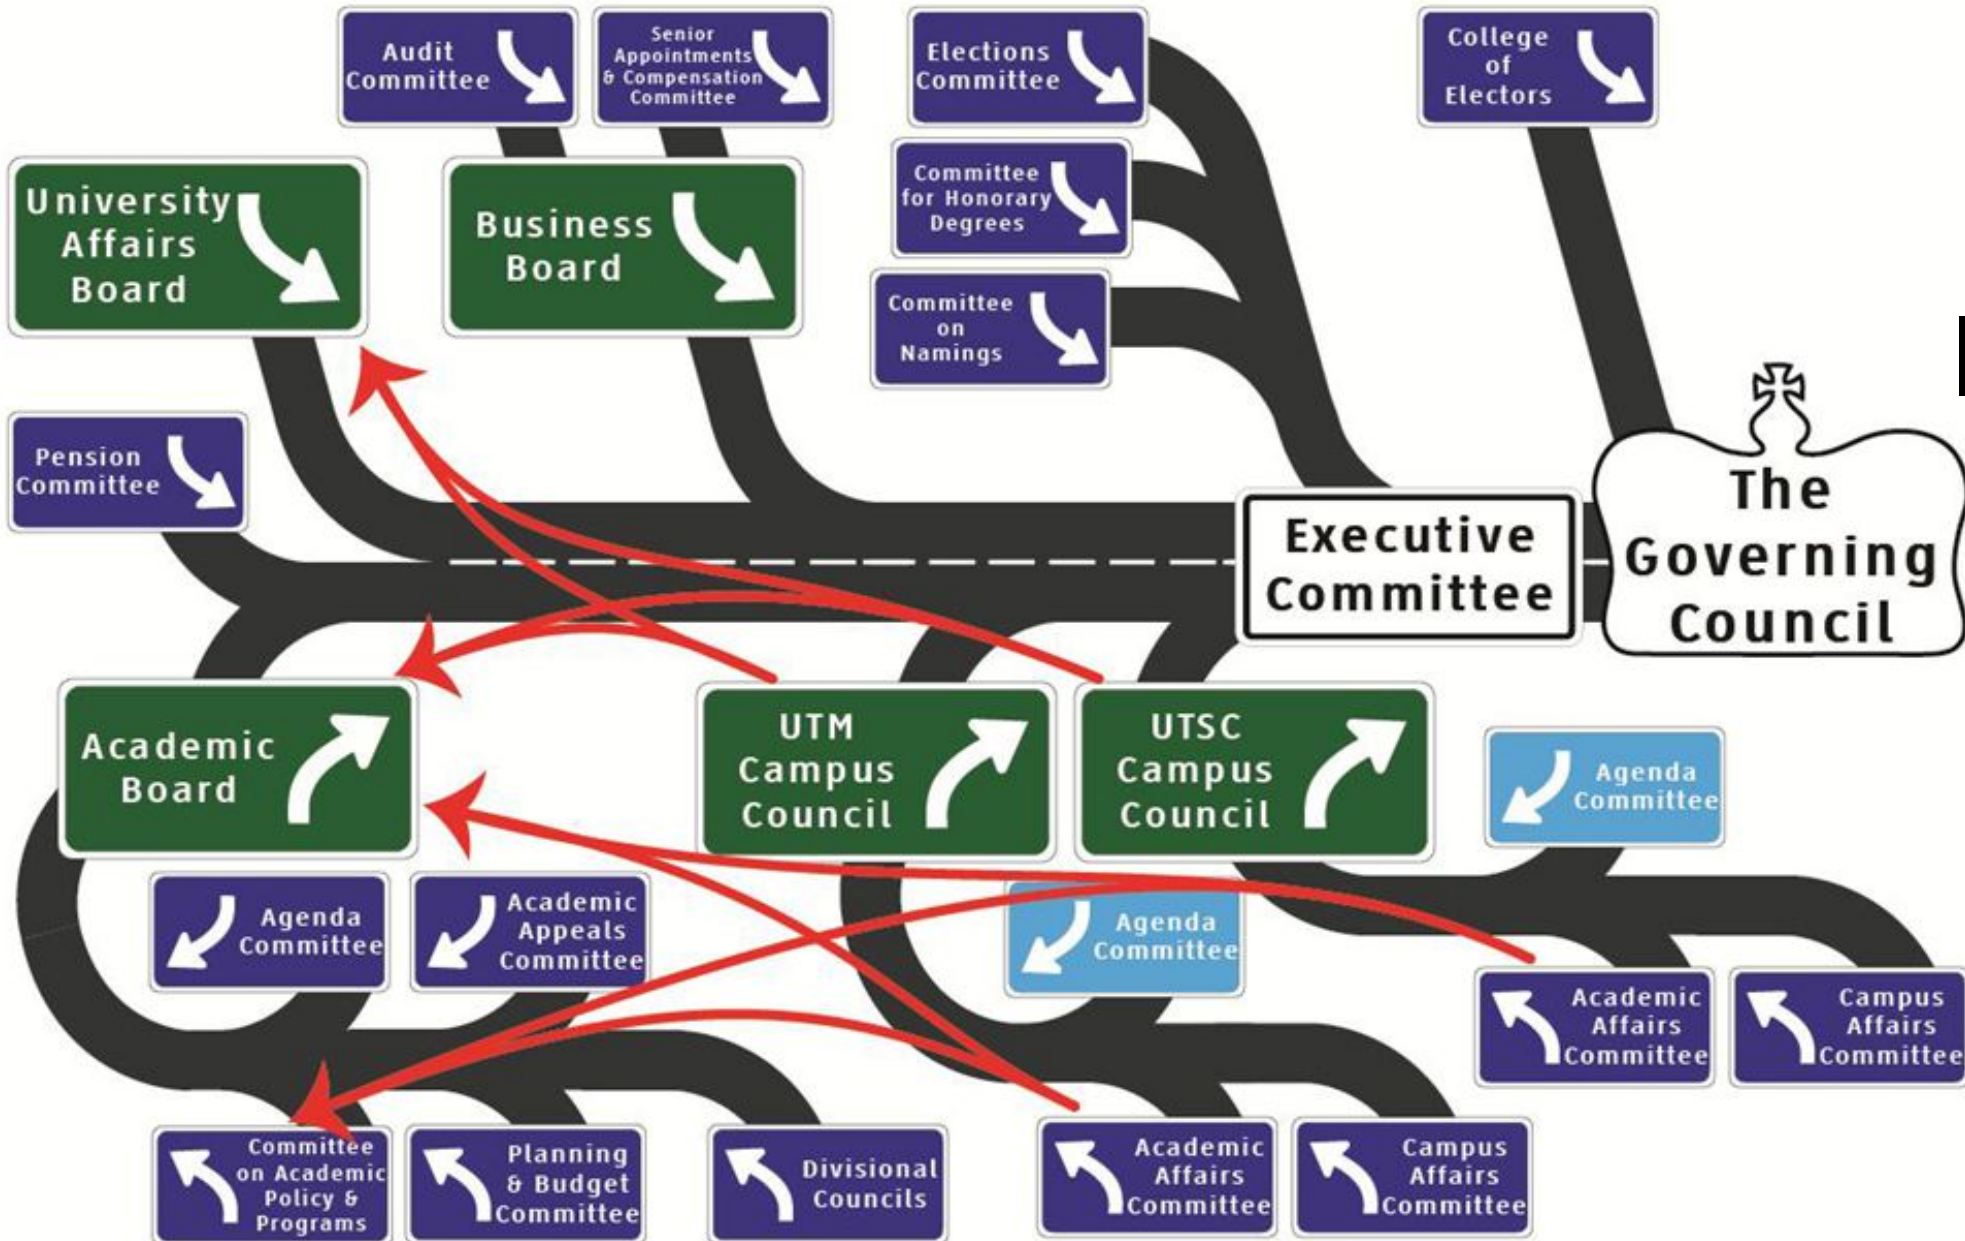 Audit
Committee
Senior
Appointments
& Compensation
Committee
Elections
Committee
College
of
Electors
University
Affairs
Board
Business
Board
Committee
for Honorary
Degrees
Committee
on
Namings
Pension
Committee
Executive
Committee
The
Governing
Council
Academic
Board
UTM
Campus
Council
UTSC
Campus
Council
Agenda
Committee
Agenda
Committee
Academic
Appeals
Committee
Agenda
Committee
Academic
Affairs
Committee
Campus
Affairs
Committee
Committee
on Academic
Policy &
Programs
Planning
& Budget
Committee
Divisional
Councils
Academic
Affairs
Committee
Campus
Affairs
Committee